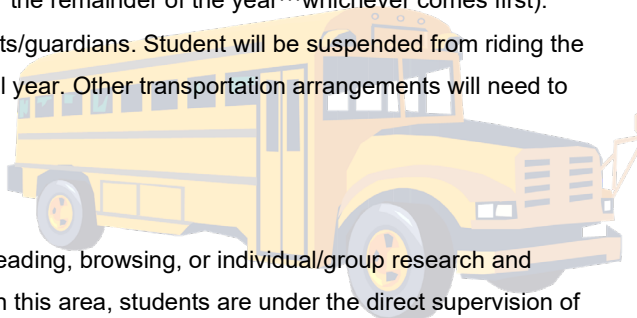 the remainder of the year…whichever comes first).
ts/guardians. Student will be suspended from riding the
l year. Other transportation arrangements will need to
eading, browsing, or individual/group research and
n this area, students are under the direct supervision of